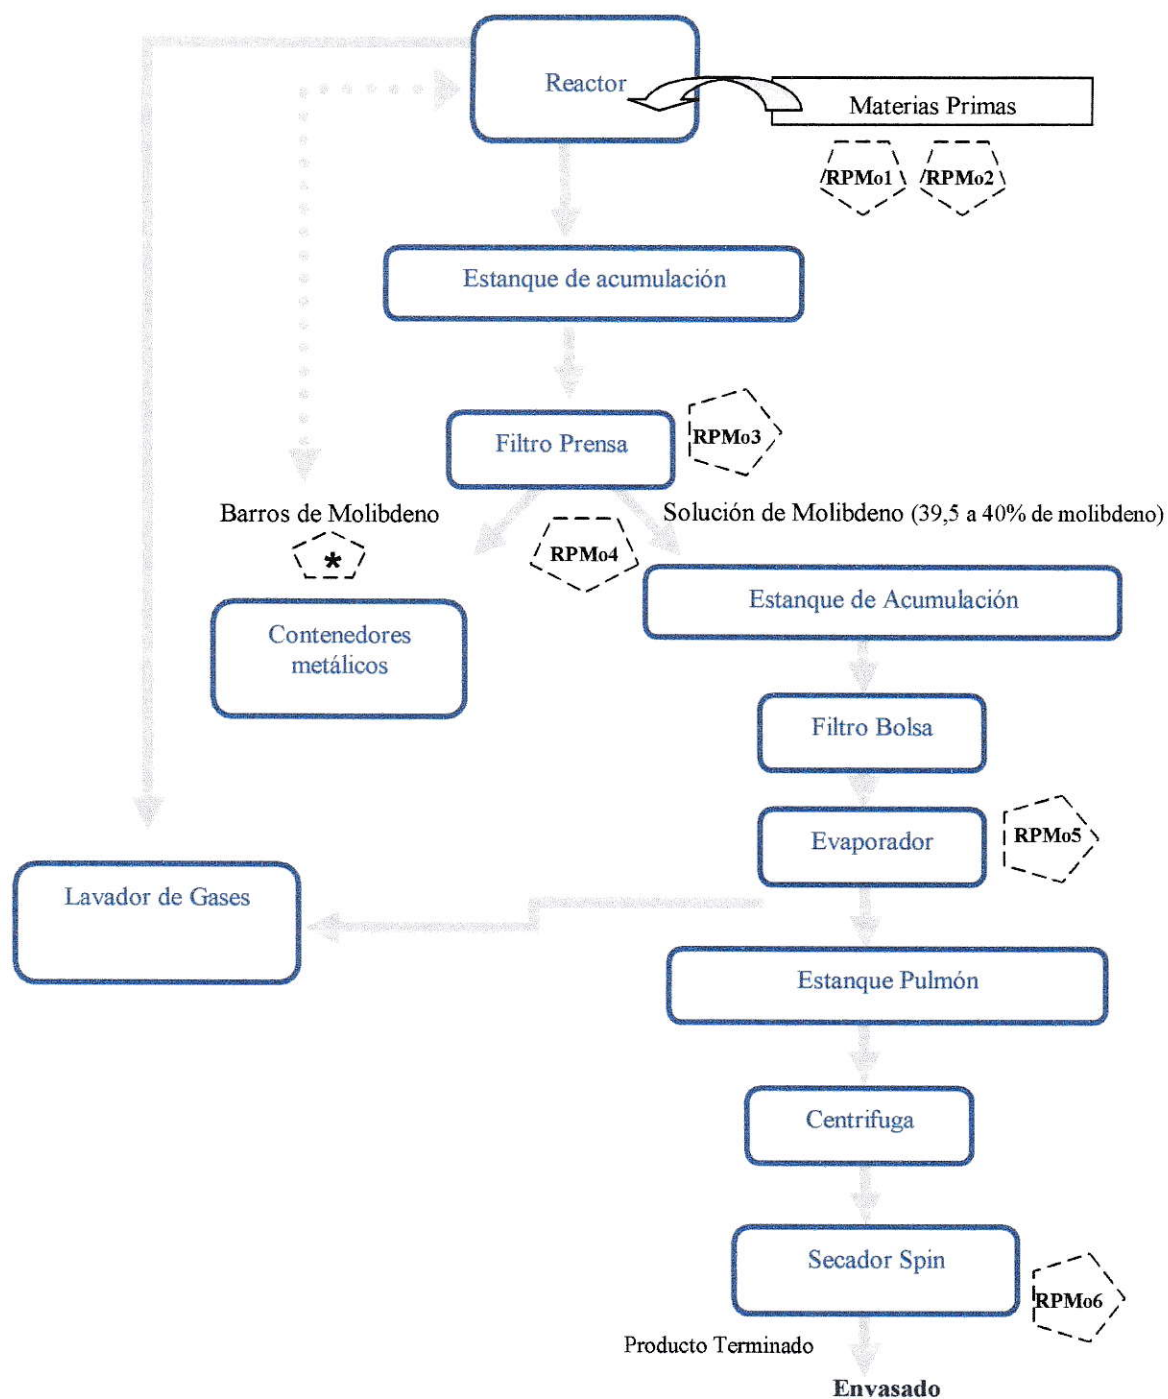 Reactor
Materias Primas
RPMo1
RPMo2
Estanque de acumulación
Filtro Prensa
RPMo3
Barros de Molibdeno
Solución de Molibdeno (39,5 a 40% de molibdeno)
*
RPMo4
Contenedores
metálicos
Estanque de Acumulación
Filtro Bolsa
Evaporador
RPMo5
Lavador de Gases
Estanque Pulmón
Centrifuga
Secador Spin
RPMo6
Producto Terminado
Envasado